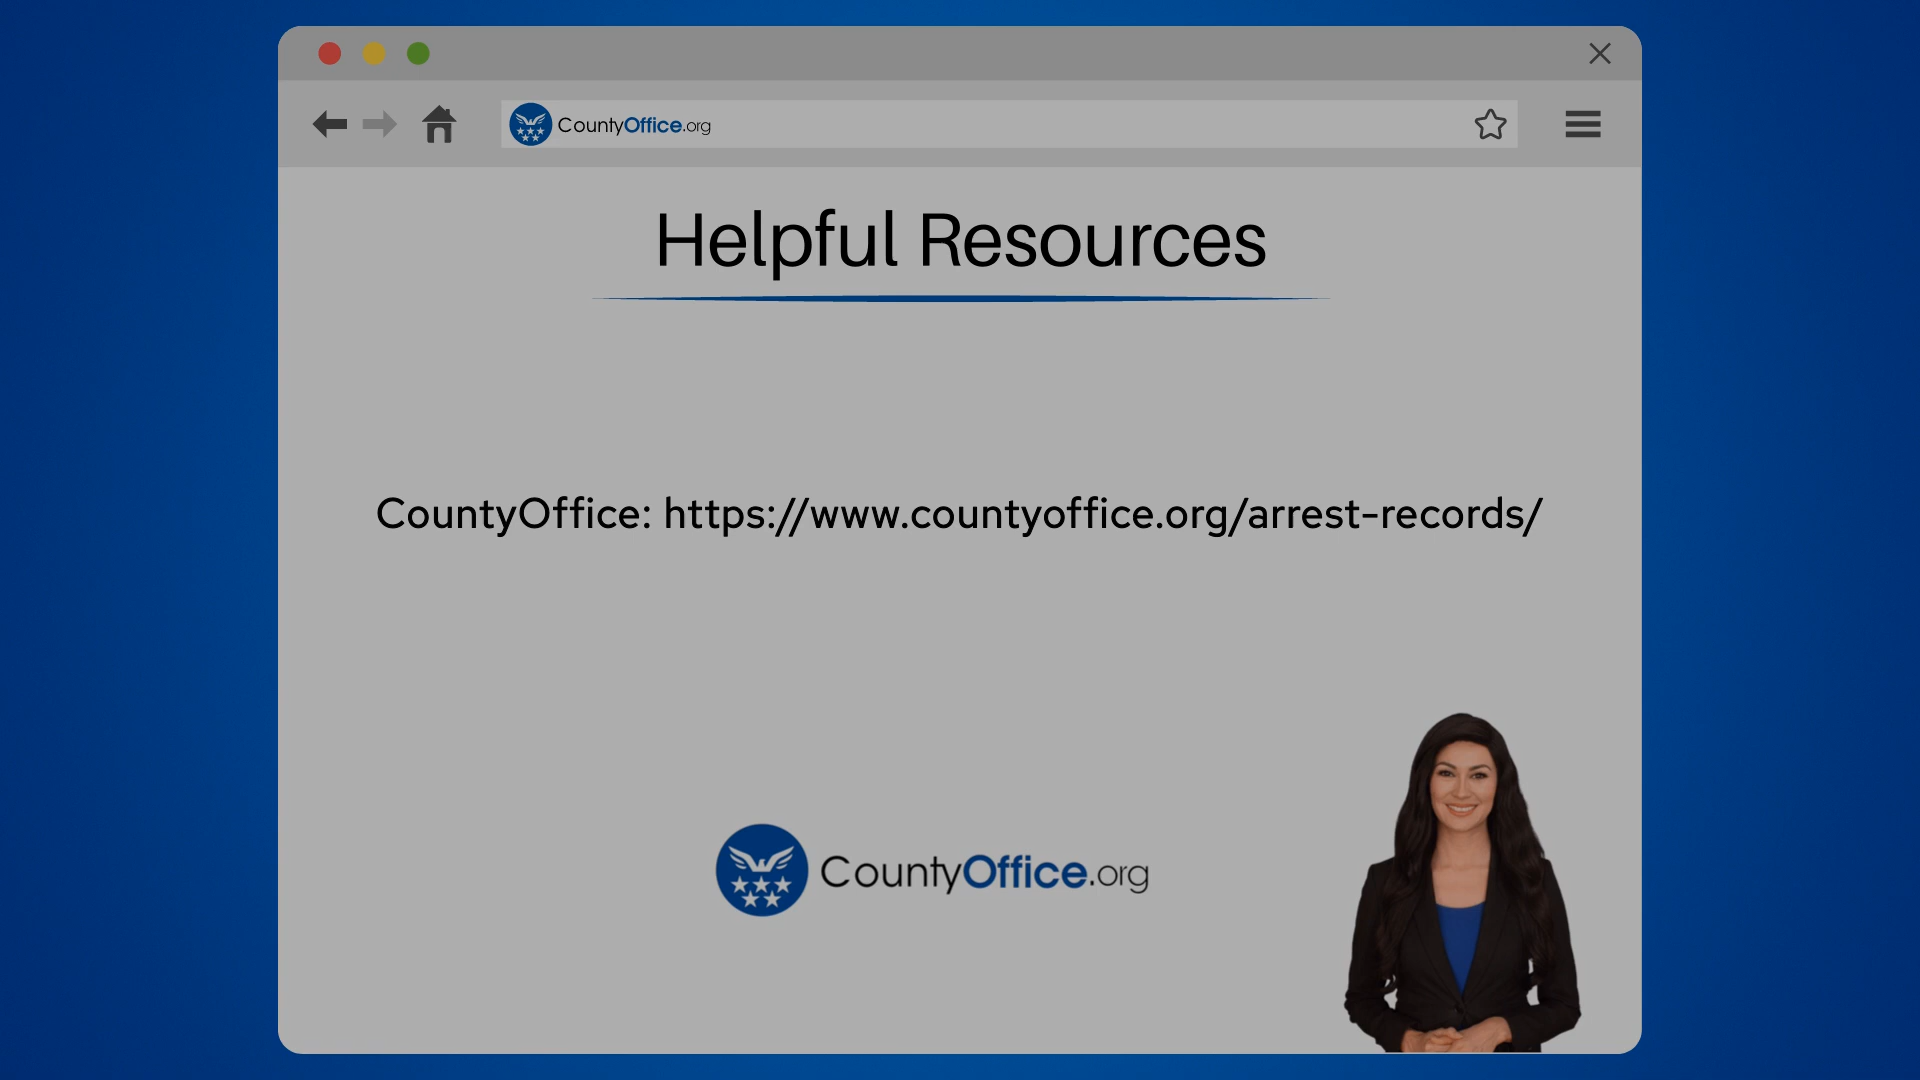 CountyOffice.org
Helpful Resources
CountyOffice: https://www.countyoffice.org/arrest-records/
CountyOffice.org